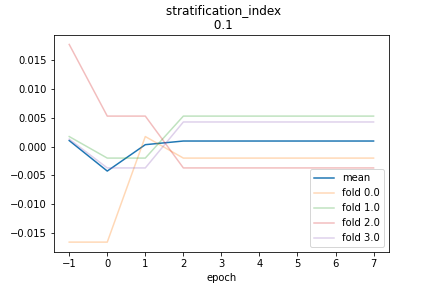 stratification_index
0.1
0.015
0.010
0.005
0.000
−0.005
−0.010
−0.015
mean
fold 0.0
fold 1.0
fold 2.0
fold 3.0
−1 0 1 2 3 4 5 6 7
epoch